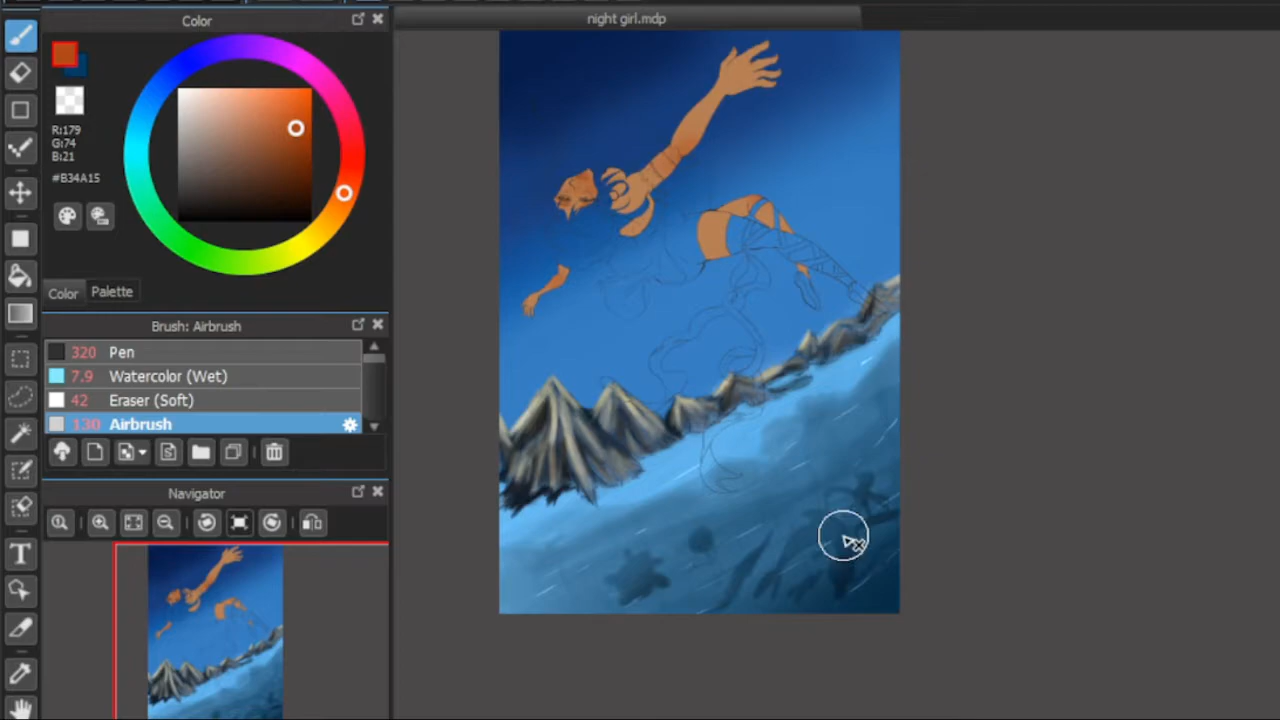 night girl.mdp
Color
R:179
G:74
B:21
#B34A15
Color Palette
Brush: Airbrush
320 Pen
7.9 Watercolor (Wet)
42 Eraser (Soft)
130 Airbrush
Navigator